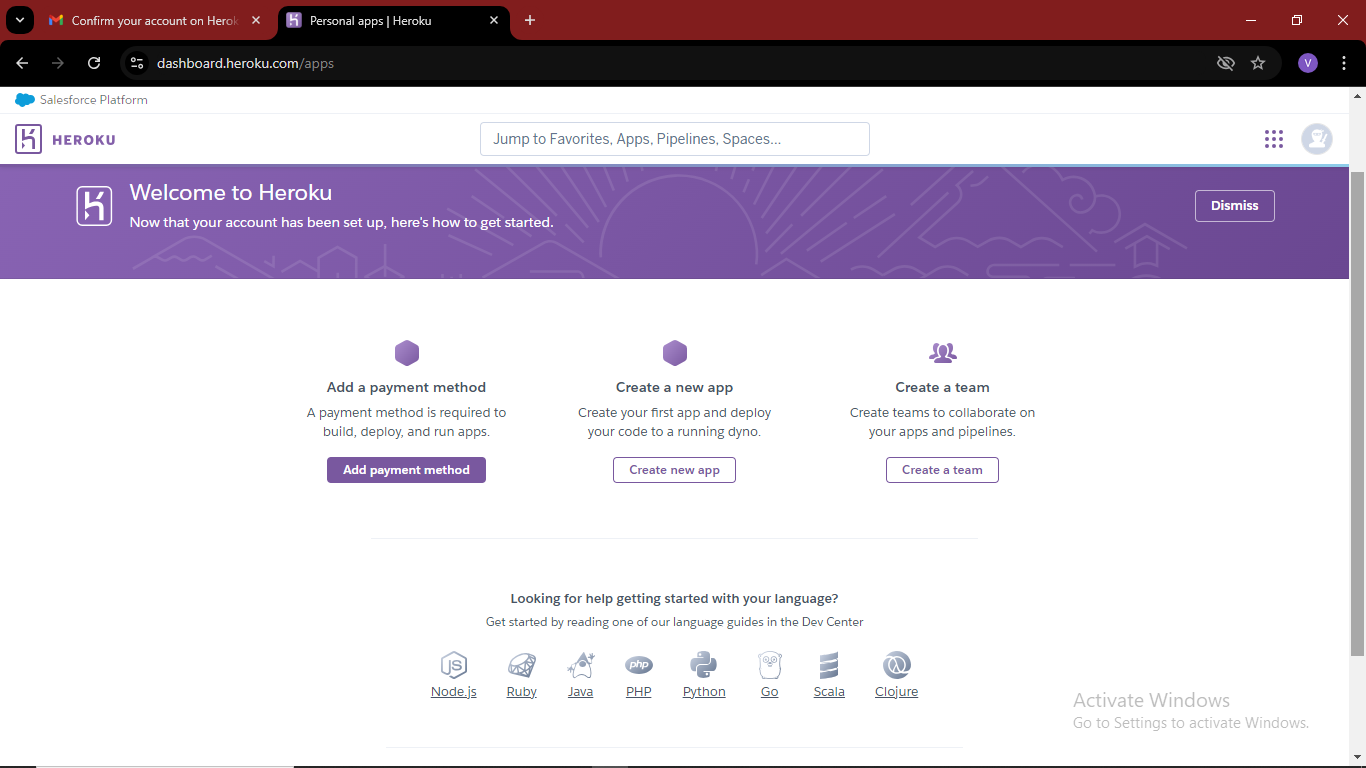 Confirm your account on Herok
Personal apps | Heroku
dashboard.heroku.com/apps
V
Salesforce Platform
HEROKU
Jump to Favorites, Apps, Pipelines, Spaces...
Welcome to Heroku
Now that your account has been set up, here's how to get started.
Dismiss
Add a payment method
A payment method is required to
build, deploy, and run apps.
Add payment method
Create a new app
Create your first app and deploy
your code to a running dyno.
Create new app
Create a team
Create teams to collaborate on
your apps and pipelines.
Create a team
Looking for help getting started with your language?
Get started by reading one of our language guides in the Dev Center
JS
php
Node.js Ruby Java PHP Python Go Scala Clojure
Activate Windows
Go to Settings to activate Windows.